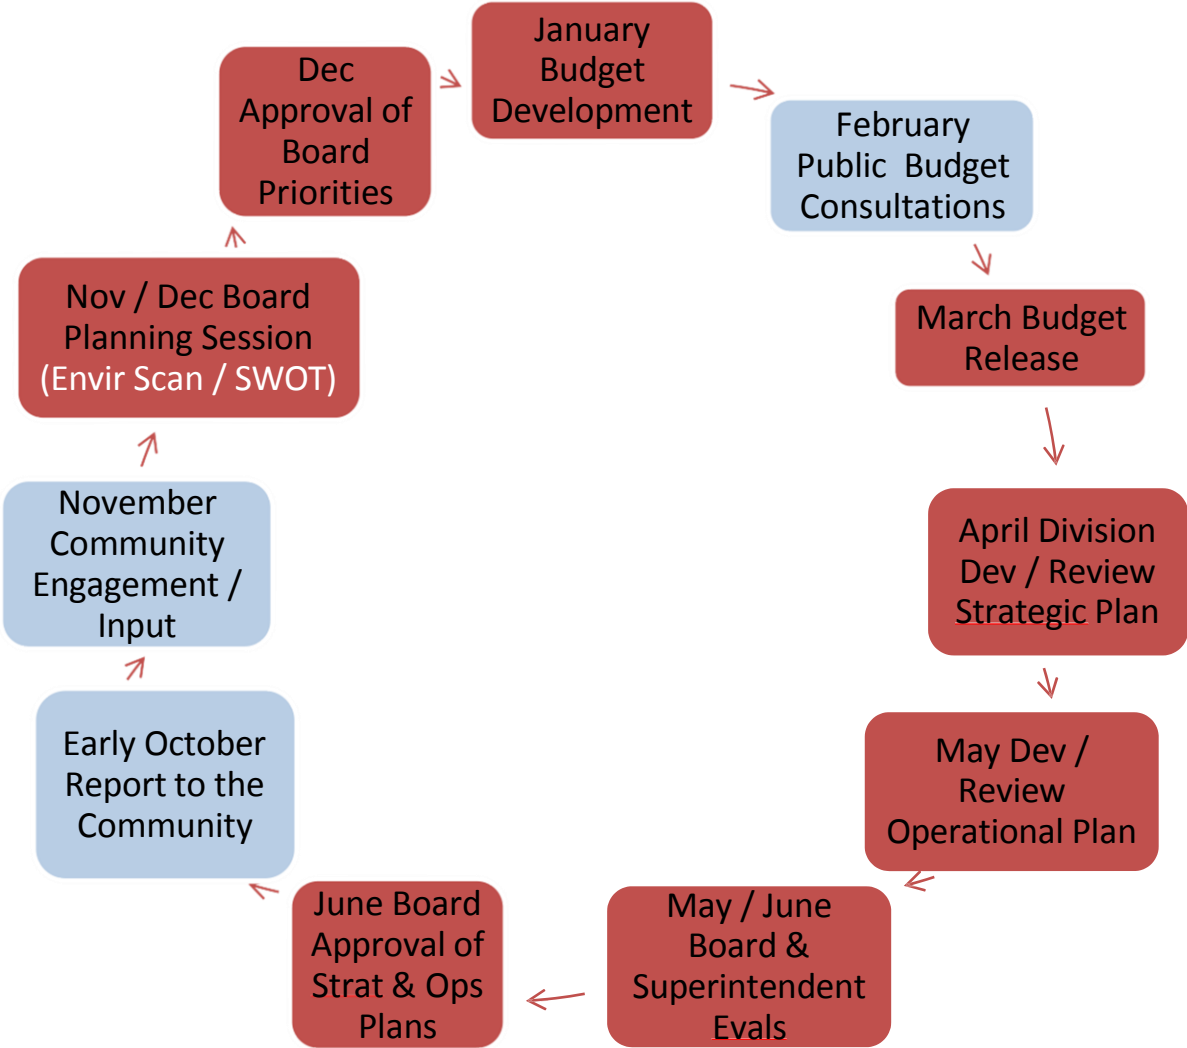 January
Budget
Development
February
Public  Budget
Consultations
March Budget
Release
April Division
Dev / Review
Strategic Plan
May Dev /
Review
Operational Plan
May / June
Board &
Superintendent
Evals
June Board
Approval of
Strat & Ops
Plans
Early October
Report to the
Community
November
Community
Engagement /
Input
Nov / Dec Board
Planning Session
(Envir Scan / SWOT)
Dec
Approval of
Board
Priorities